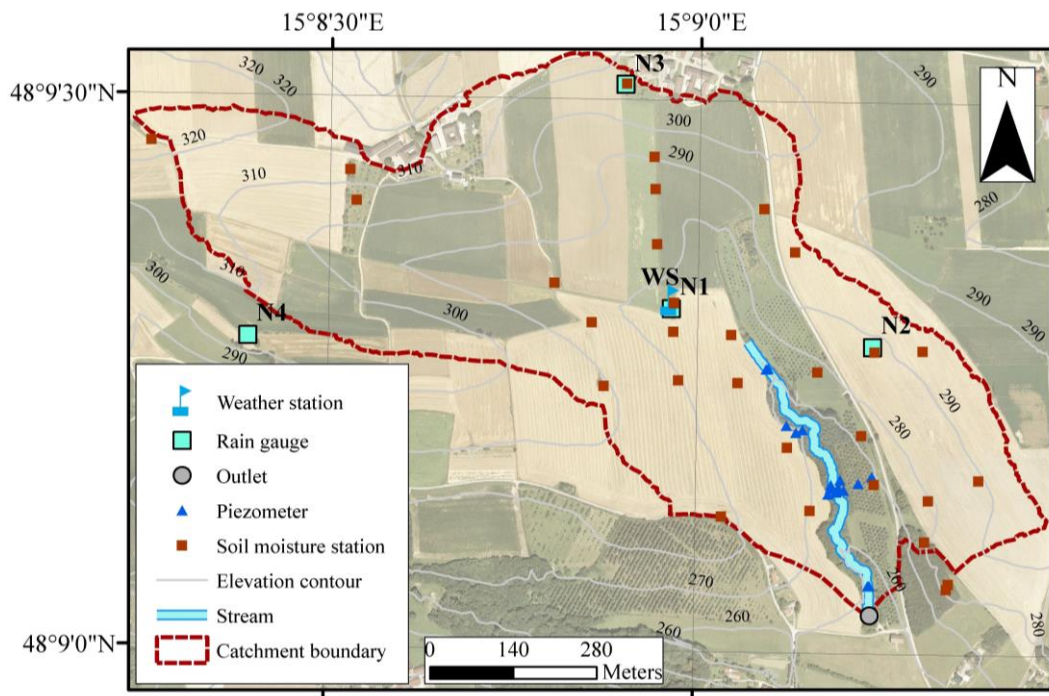 15°8'30"E
15°9'0"E
48°9'30"N
48°9'0"N
320
320
320
310
310
300
290
N3
300
290
290
280
N
WS
N1
N4
290
300
N2
290
290
290
280
270
260
260
260
280
Weather station
Rain gauge
Outlet
Piezometer
Soil moisture station
Elevation contour
Stream
Catchment boundary
0 140 280
Meters